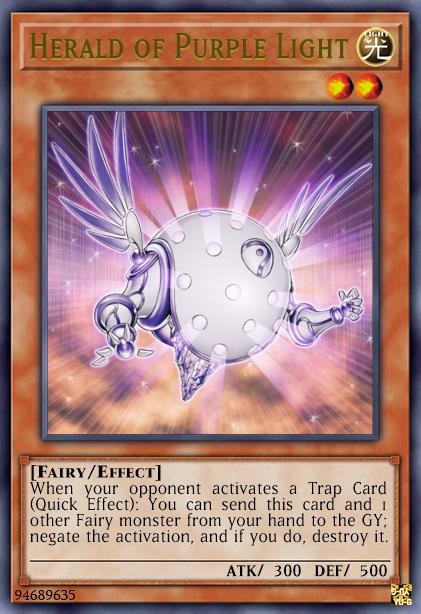 HERALD OF PURPLE LIGHT
LIGHT
光
[FAIRY/EFFECT]
When your opponent activates a Trap Card
(Quick Effect): You can send this card and 1
other Fairy monster from your hand to the GY;
negate the activation, and if you do, destroy it.
ATK/ 300 DEF/ 500
94689635